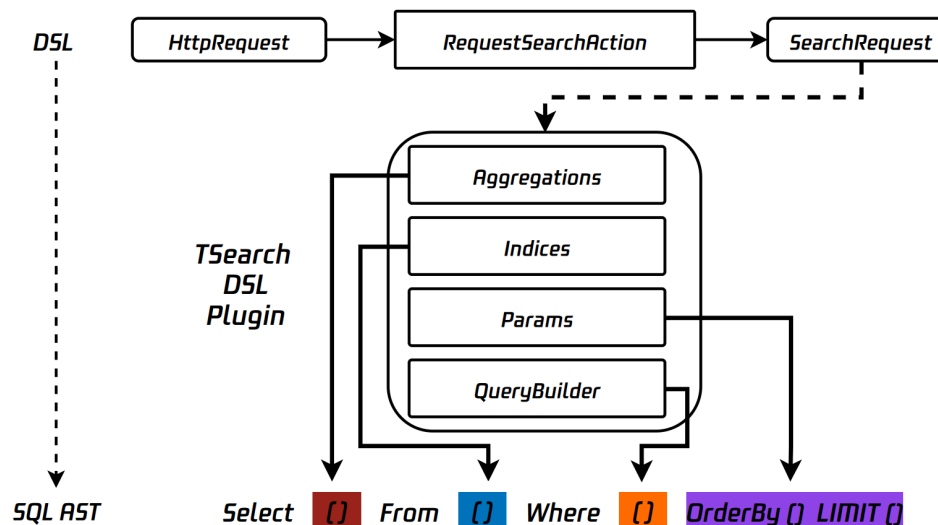 DSL HttpRequest RequestSearchAction SearchRequest
Aggregations
TSearch
DSL
Plugin
Indices
Params
QueryBuilder
SQL AST Select () From () Where () OrderBy () LIMIT ()